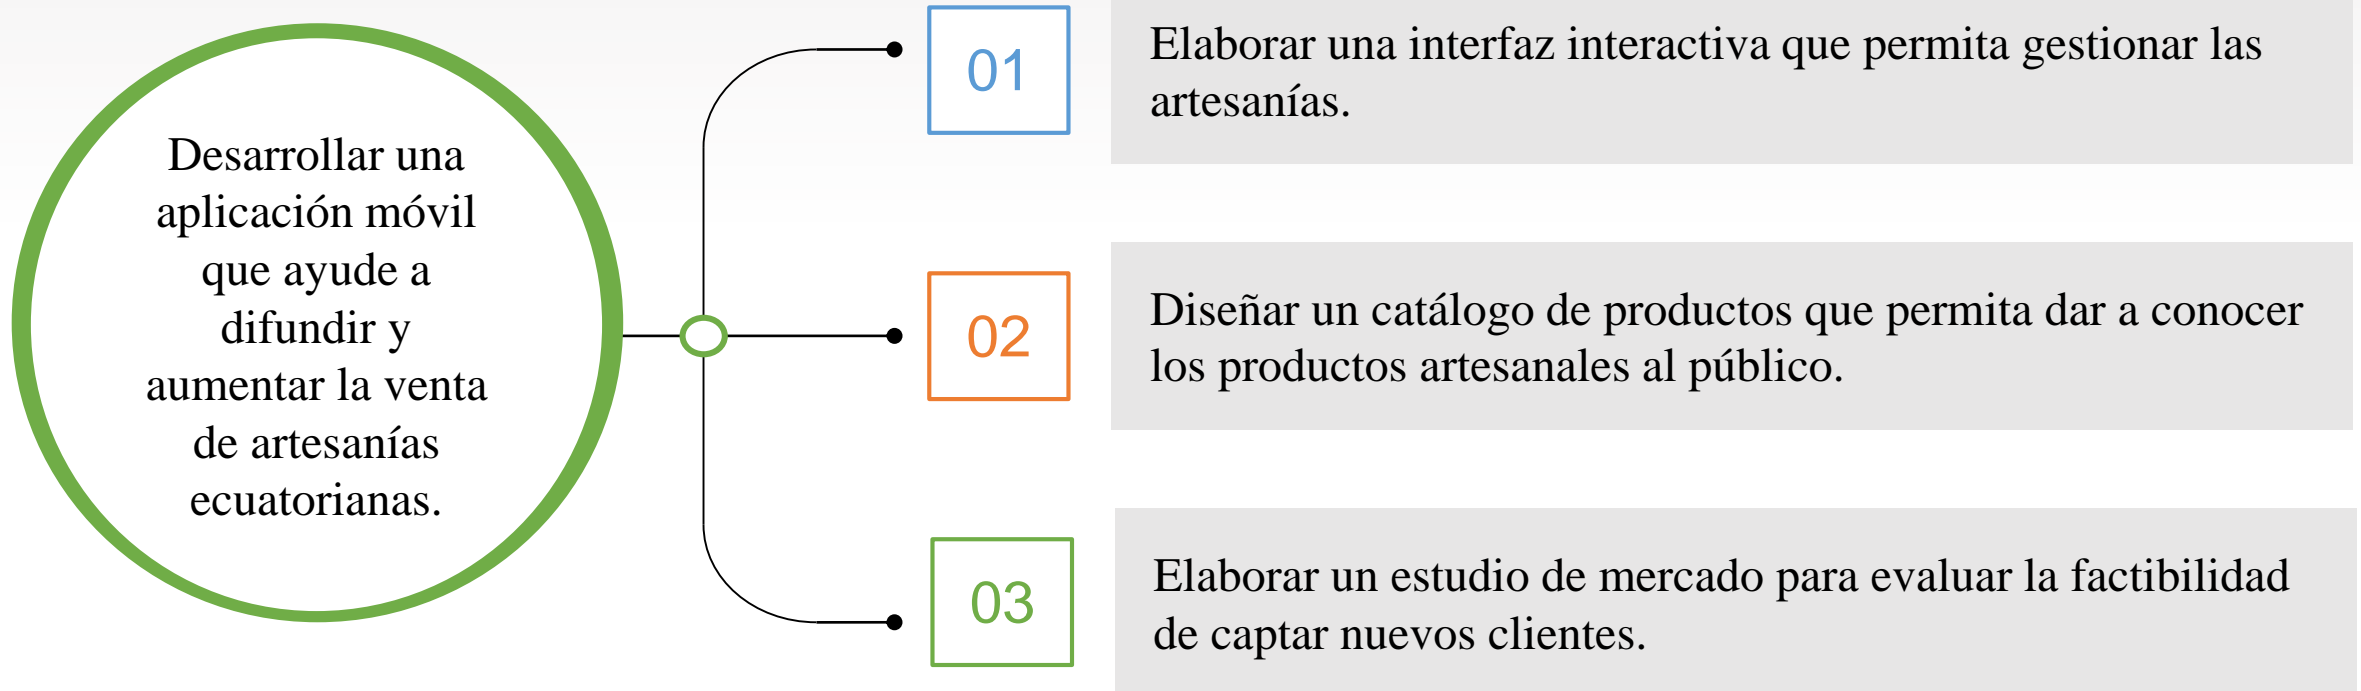 Desarrollar una
aplicación móvil
que ayude a
difundir y
aumentar la venta
de artesanías
ecuatorianas.
01
Elaborar una interfaz interactiva que permita gestionar las
artesanías.
02
Diseñar un catálogo de productos que permita dar a conocer
los productos artesanales al público.
03
Elaborar un estudio de mercado para evaluar la factibilidad
de captar nuevos clientes.